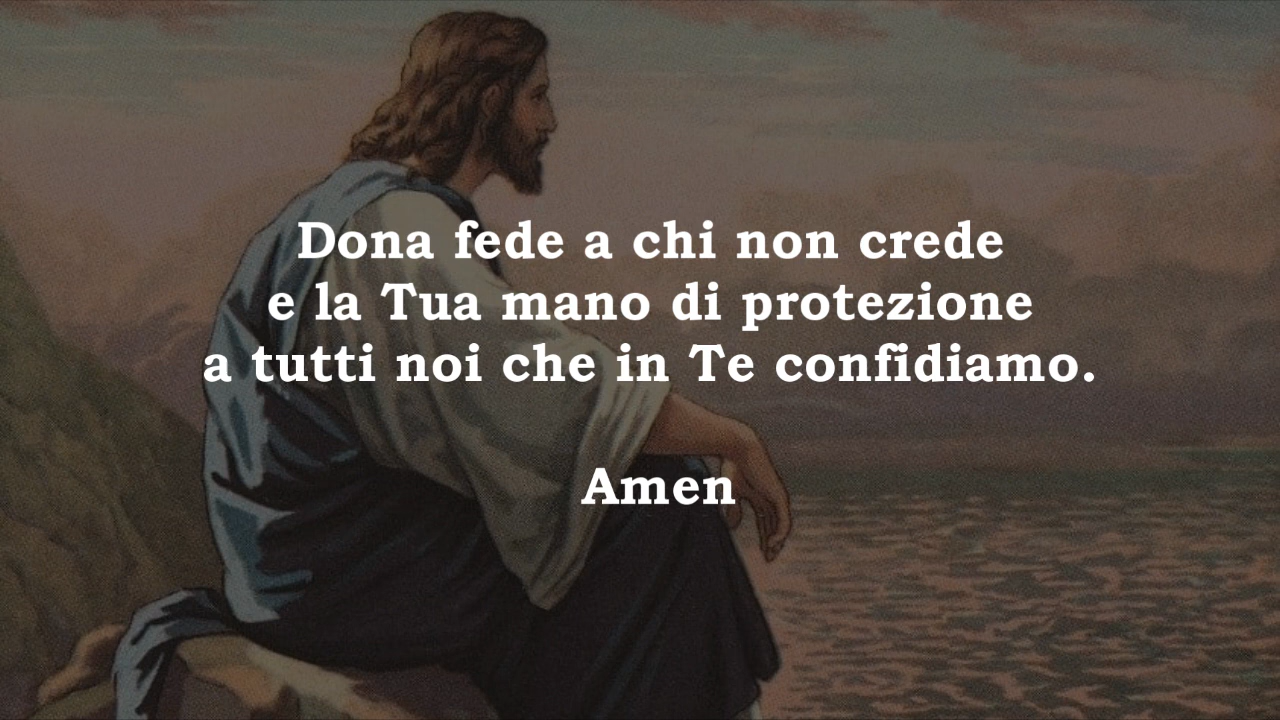 Dona fede a chi non crede
e la Tua mano di protezione
a tutti noi che in Te confidiamo.
Amen